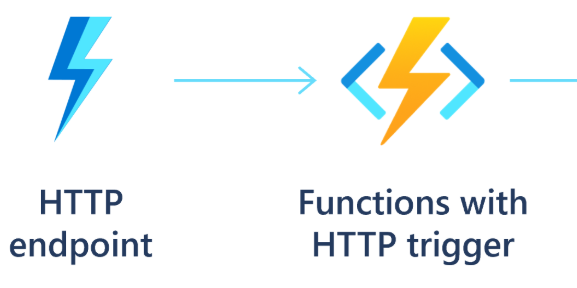 HTTP
endpoint
Functions with
HTTP trigger